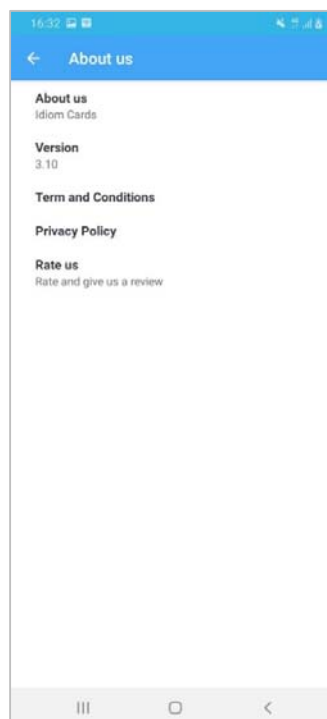 16:32
About us
About us
Idiom Cards
Version
3.10
Term and Conditions
Privacy Policy
Rate us
Rate and give us a review